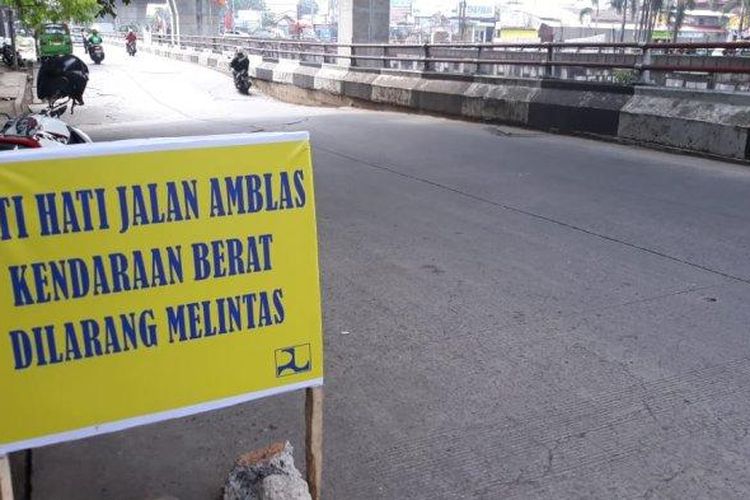 TI HATI JALAN AMBLAS
KENDARAAN BERAT
DILARANG MELINTAS